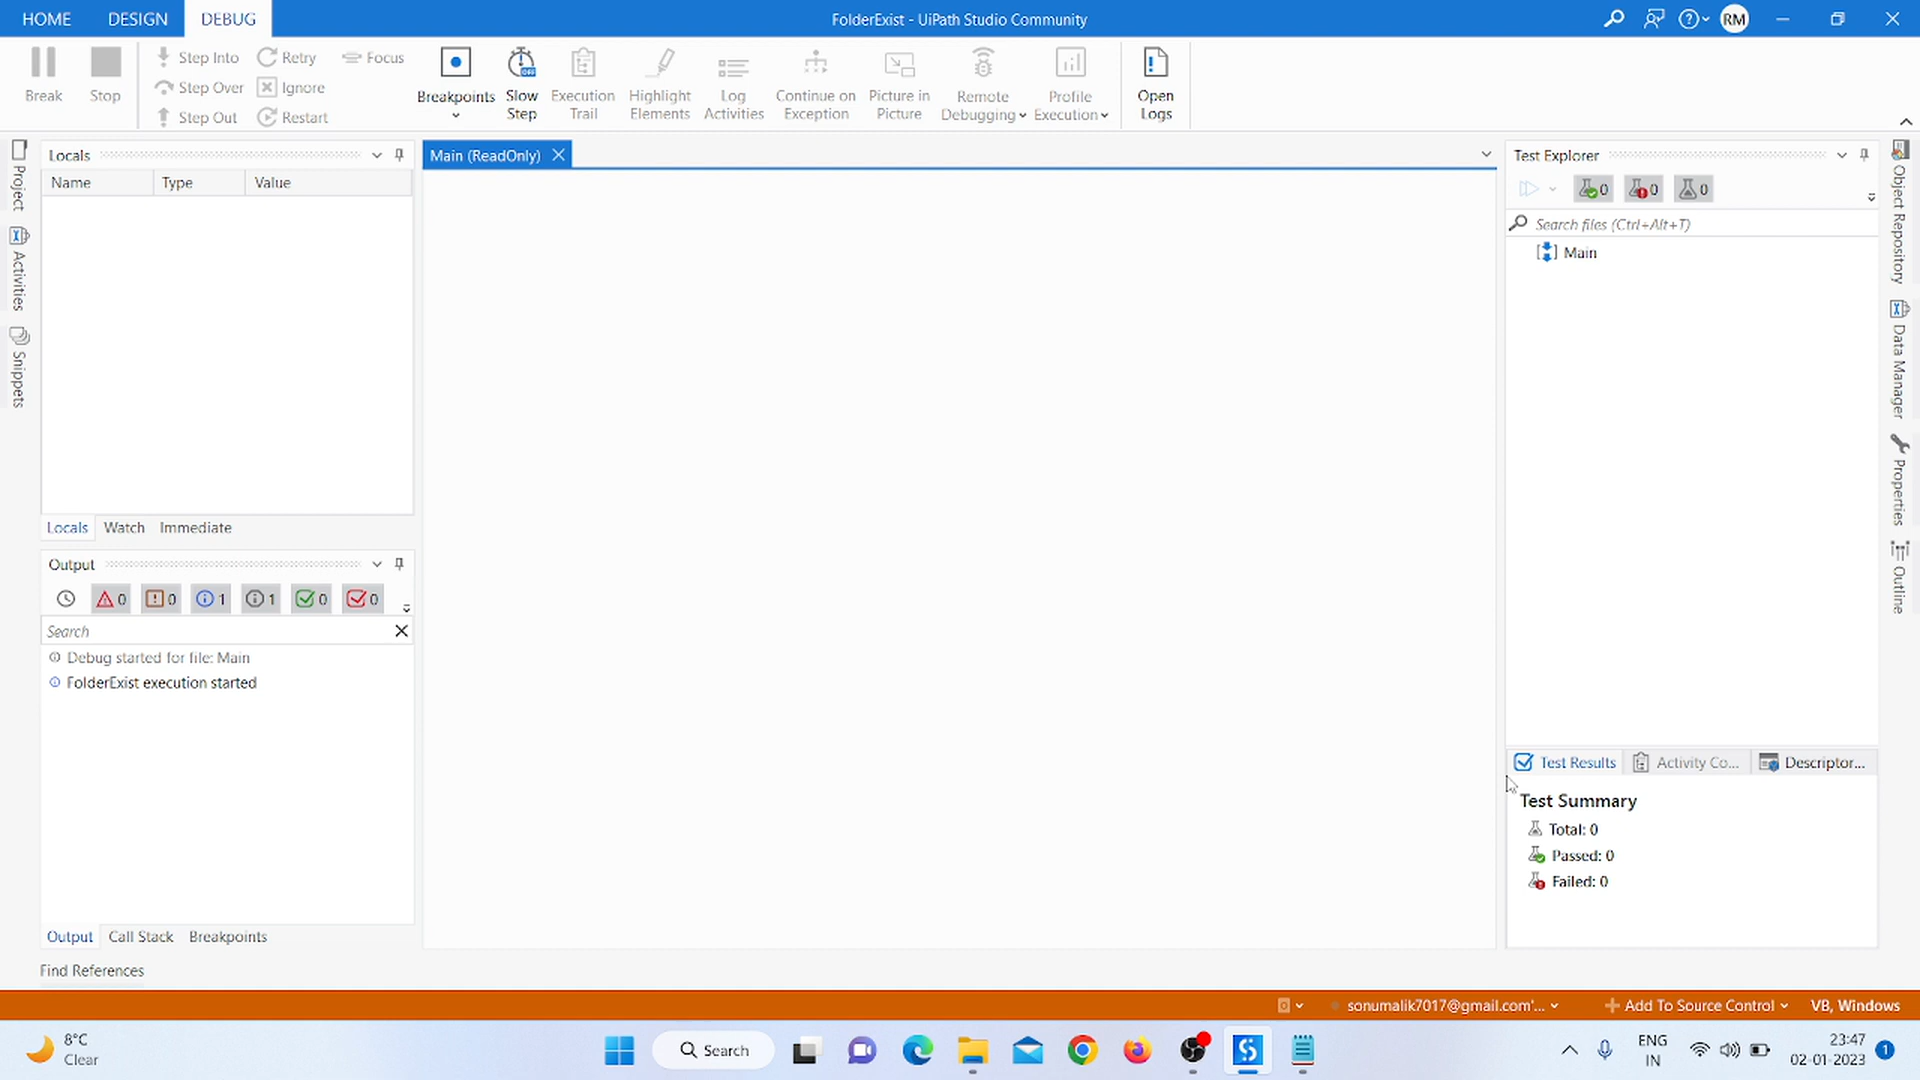 HOME DESIGN DEBUG FolderExist - UiPath Studio Community RM
Break Stop Step Into Retry Focus
Step Over Ignore
Step Out Restart
Breakpoints Slow Step Execution Trail Highlight Elements Log Activities Continue on Exception Picture in Picture Remote Debugging Profile Execution Open Logs
Project
Activities
Snippets
Locals
Name Type Value
Locals Watch Immediate
Output
0 0 1 1 0 0
Search
Debug started for file: Main
FolderExist execution started
Output Call Stack Breakpoints
Find References
Main (ReadOnly)
Test Explorer
0 0 0
Search files (Ctrl+Alt+T)
Main
Test Results Activity Co... Descriptor...
Test Summary
Total: 0
Passed: 0
Failed: 0
Object Repository
Data Manager
Properties
Outline
0 sonumalik7017@gmail.com'... Add To Source Control VB, Windows
8°C
Clear
Search
ENG
IN
23:47
02-01-2023
1